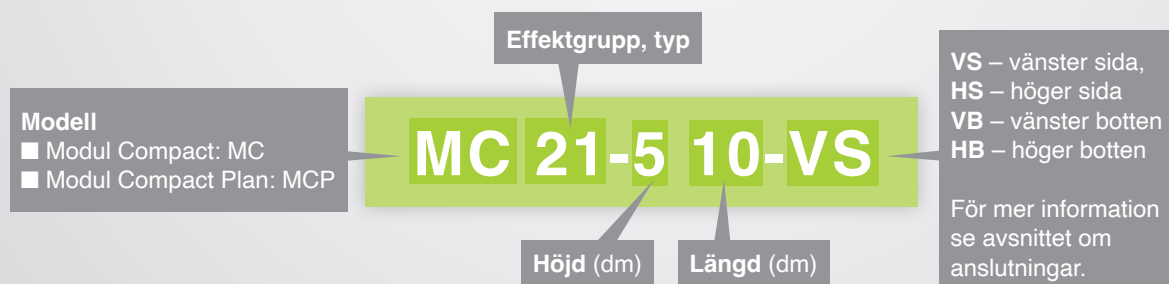 Effektgrupp, typ
Modell
■ Modul Compact: MC
■ Modul Compact Plan: MCP
MC 21-5 10-VS
Höjd (dm)
Längd (dm)
VS – vänster sida,
HS – höger sida
VB – vänster botten
HB – höger botten
För mer information
se avsnittet om
anslutningar.